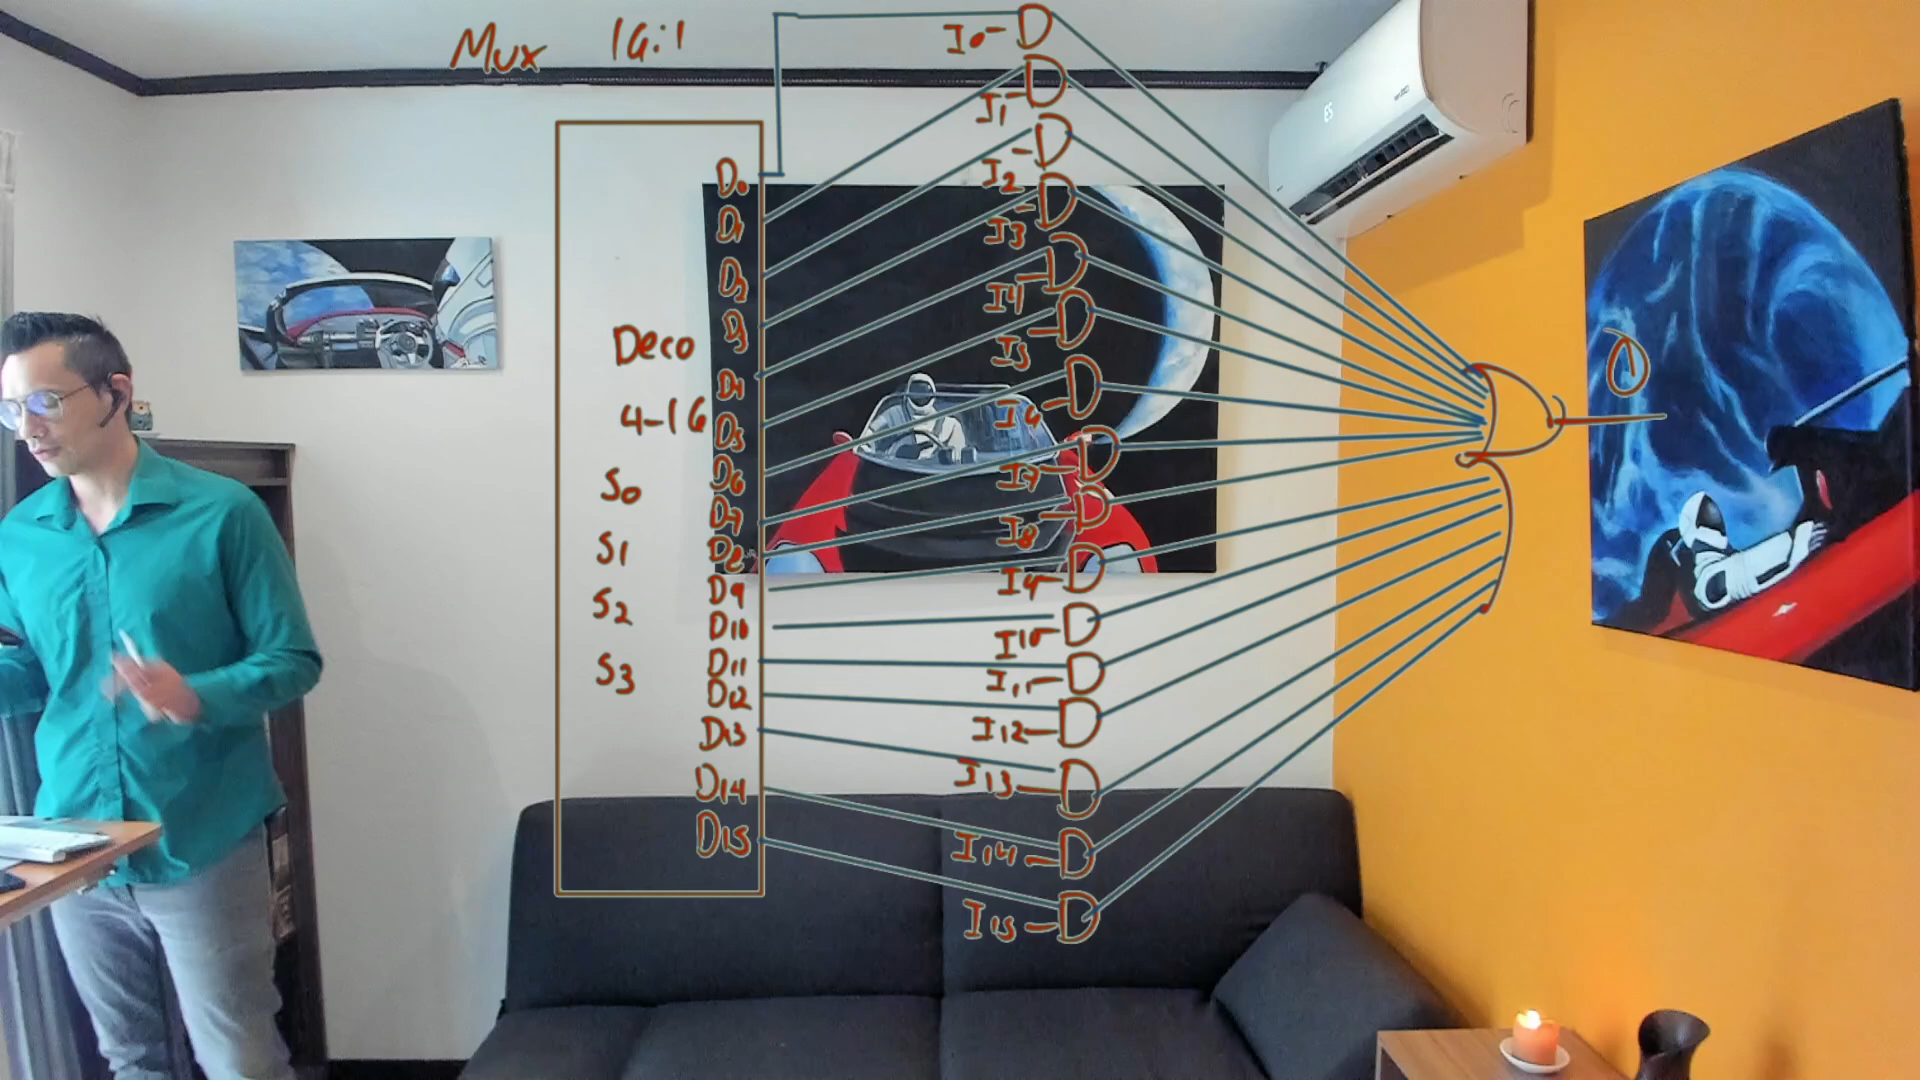 Mux 16:1
Deco
4-16
S0
S1
S2
S3
D0
D1
D2
D3
D4
D5
D6
D7
D8
D9
D10
D11
D12
D13
D14
D15
I0
I1
I2
I3
I4
I5
I6
I7
I8
I9
I10
I11
I12
I13
I14
I15
E5